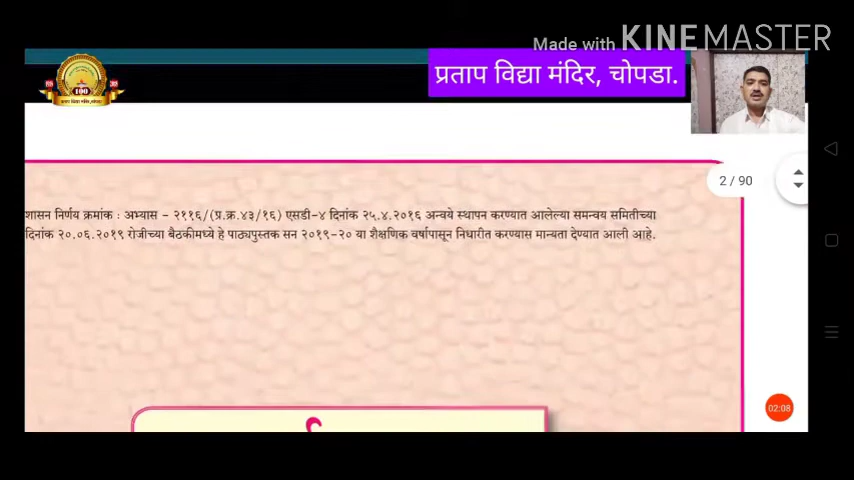 Made with KINEMASTER
प्रताप विद्या मंदिर, चोपडा.
100
2 / 90
शासन निर्णय क्रमांक : अभ्यास - २११६/(प्र.क्र.४३/१६) एसडी-४ दिनांक २५.४.२०१६ अन्वये स्थापन करण्यात आलेल्या समन्वय समितीच्या
दिनांक २०.०६.२०१९ रोजीच्या बैठकीमध्ये हे पाठ्यपुस्तक सन २०१९-२० या शैक्षणिक वर्षापासून निर्धारीत करण्यास मान्यता देण्यात आली आहे.
02:08